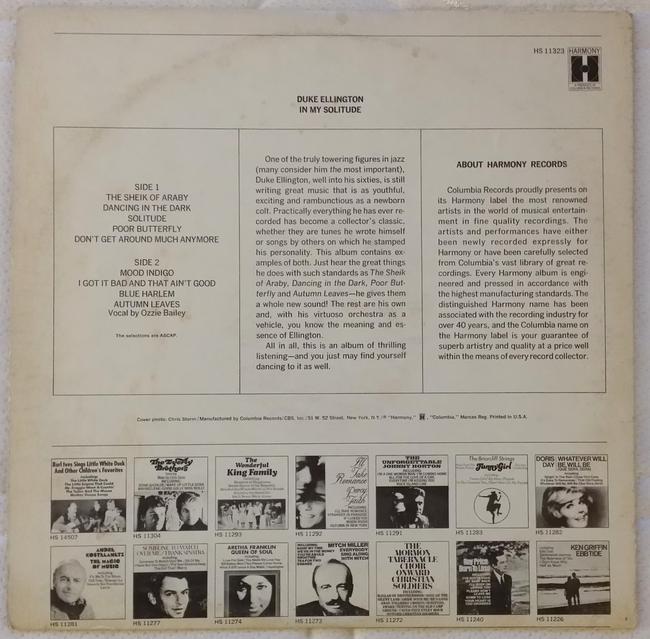 HS 11323 HARMONY
H
DUKE ELLINGTON
IN MY SOLITUDE
SIDE 1
THE SHEIK OF ARABY
DANCING IN THE DARK
SOLITUDE
POOR BUTTERFLY
DON'T GET AROUND MUCH ANYMORE
SIDE 2
MOOD INDIGO
I GOT IT BAD AND THAT AIN'T GOOD
BLUE HARLEM
AUTUMN LEAVES
Vocal by Ozzie Bailey
The selections are ASCAP.
One of the truly towering figures in jazz
(many consider him the most important),
Duke Ellington, well into his sixties, is still
writing great music that is as youthful,
exciting and rambunctious as a newborn
colt. Practically everything he has ever re-
corded has become a collector's classic,
whether they are tunes he wrote himself
or songs by others on which he stamped
his personality. This album contains ex-
amples of both. Just hear the great things
he does with such standards as The Sheik
of Araby, Dancing in the Dark, Poor But-
terfly and Autumn Leaves—he gives them
a whole new sound! The rest are his own
and, with his virtuoso orchestra as a
vehicle, you know the meaning and es-
sence of Ellington.
All in all, this is an album of thrilling
listening—and you just may find yourself
dancing to it as well.
ABOUT HARMONY RECORDS
Columbia Records proudly presents on
its Harmony label the most renowned
artists in the world of musical entertain-
ment in fine quality recordings. The
artists and performances have either
been newly recorded expressly for
Harmony or have been carefully selected
from Columbia's vast library of great re-
cordings. Every Harmony album is engi-
neered and pressed in accordance with
the highest manufacturing standards. The
distinguished Harmony name has been
associated with the recording industry for
over 40 years, and the Columbia name on
the Harmony label is your guarantee of
superb artistry and quality at a price well
within the means of every record collector.
Cover photo: Chris Storm/Manufactured by Columbia Records/CBS, Inc./51 W. 52 Street, New York, N.Y./® "Harmony," H , "Columbia," Marcas Reg. Printed in U.S.A.
Burl Ives Sings Little White Duck
And Other Children's Favorites
HS 14507
The Everly
Brothers
HS 11304
The
Wonderful
King Family
HS 11293
I'll
Take
Romance
Percy
Faith
HS 11292
THE
UNFORGETTABLE
JOHNNY HORTON
HS 11291
The Briarcliff Strings
Funny Girl
HS 11283
DORIS DAY
WHATEVER WILL
BE, WILL BE
HS 11282
ANDRE
KOSTELANETZ
THE MAGIC
OF MUSIC
HS 11281
SOMEONE TO WATCH
OVER ME / FRANK SINATRA
HS 11277
ARETHA FRANKLIN
QUEEN OF SOUL
HS 11274
MITCH MILLER
EVERYBODY
SING ALONG
WITH MITCH
HS 11273
THE
MORMON
TABERNACLE
CHOIR
ONWARD
CHRISTIAN
SOLDIERS
HS 11272
Ray Price
Born To Lose
HS 11240
KEN GRIFFIN
EBB TIDE
HS 11226